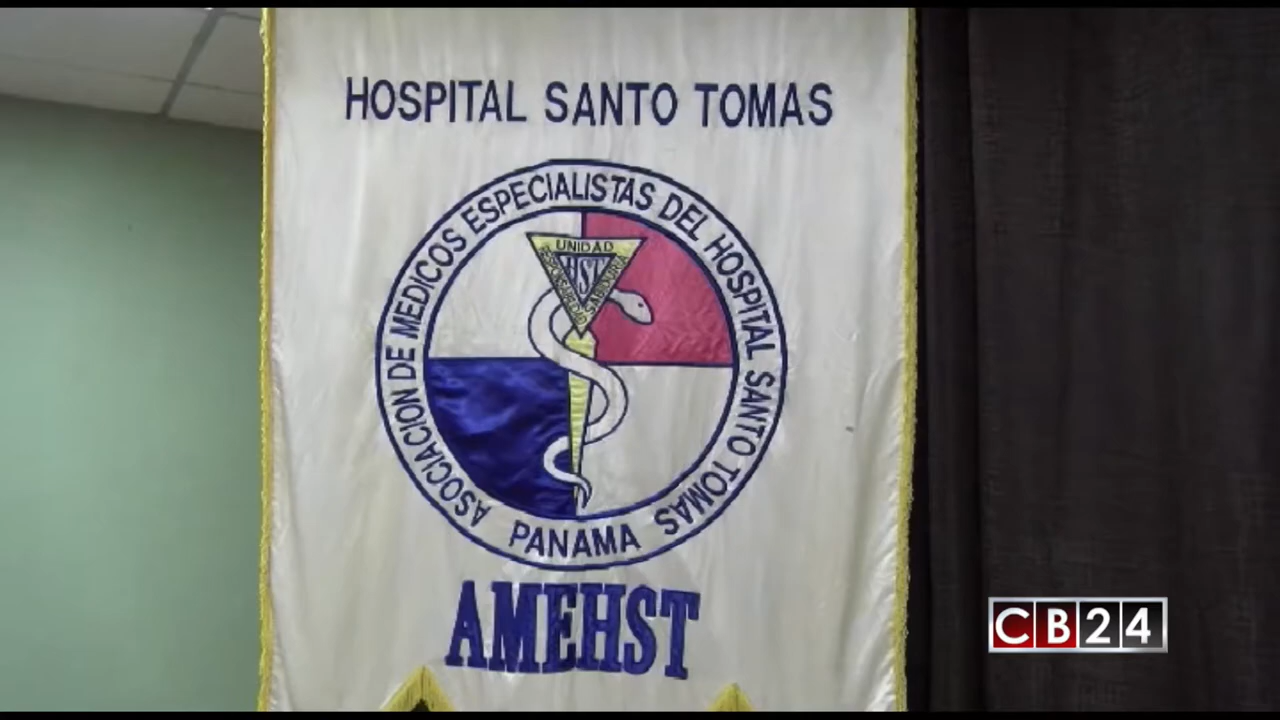 HOSPITAL SANTO TOMAS
ASOCIACION DE MEDICOS ESPECIALISTAS DEL HOSPITAL SANTO TOMAS
UNIDAD
HST
PANAMA
AMEHST
CB24